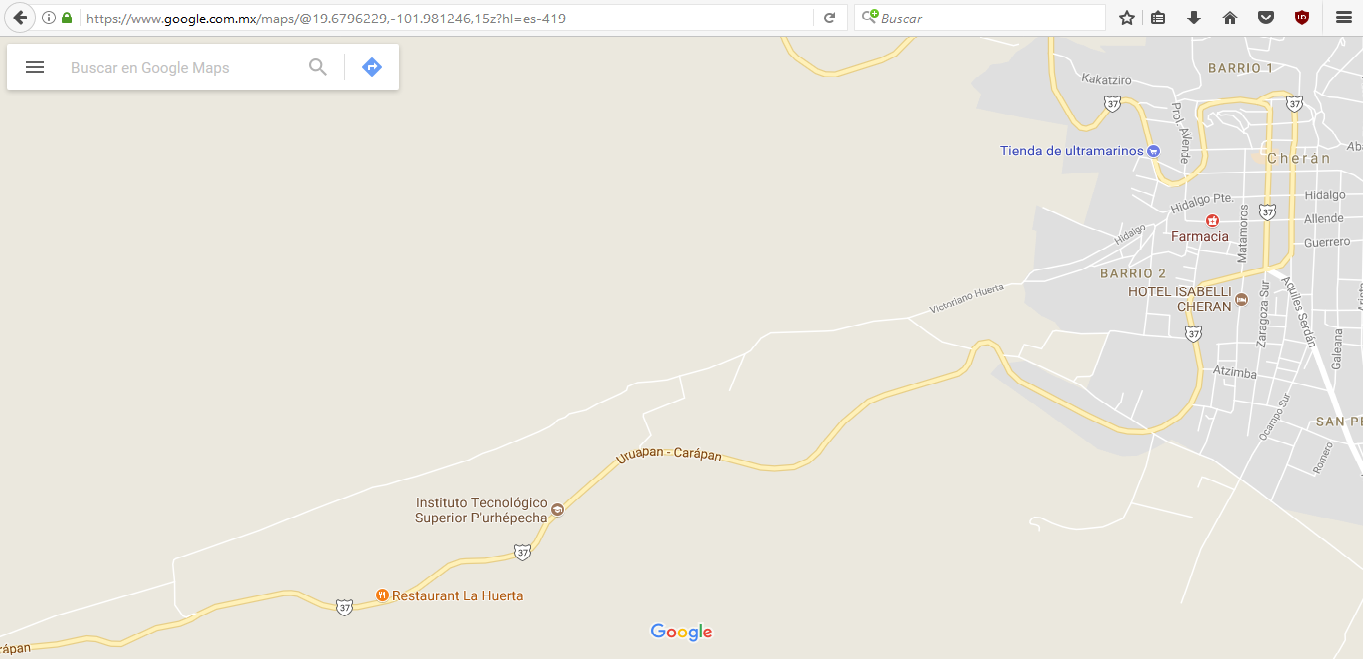 https://www.google.com.mx/maps/@19.6796229,-101.981246,15z?hl=es-419
Buscar
Buscar en Google Maps
BARRIO 1
Kakatziro
37
37
Prol. Allende
Tienda de ultramarinos
Cherán
Hidalgo Pte.
Hidalgo
37
Allende
Farmacia
Matamoros
Guerrero
Hidalgo
BARRIO 2
HOTEL ISABELLI
CHERAN
Victoriano Huerta
Zaragoza Sur
Aquiles Serdán
37
Galeana
Atzimba
Ocampo Sur
SAN PE
Romero
Uruapan - Carápan
Instituto Tecnológico
Superior P'urhépecha
37
Restaurant La Huerta
37
Google
rápan